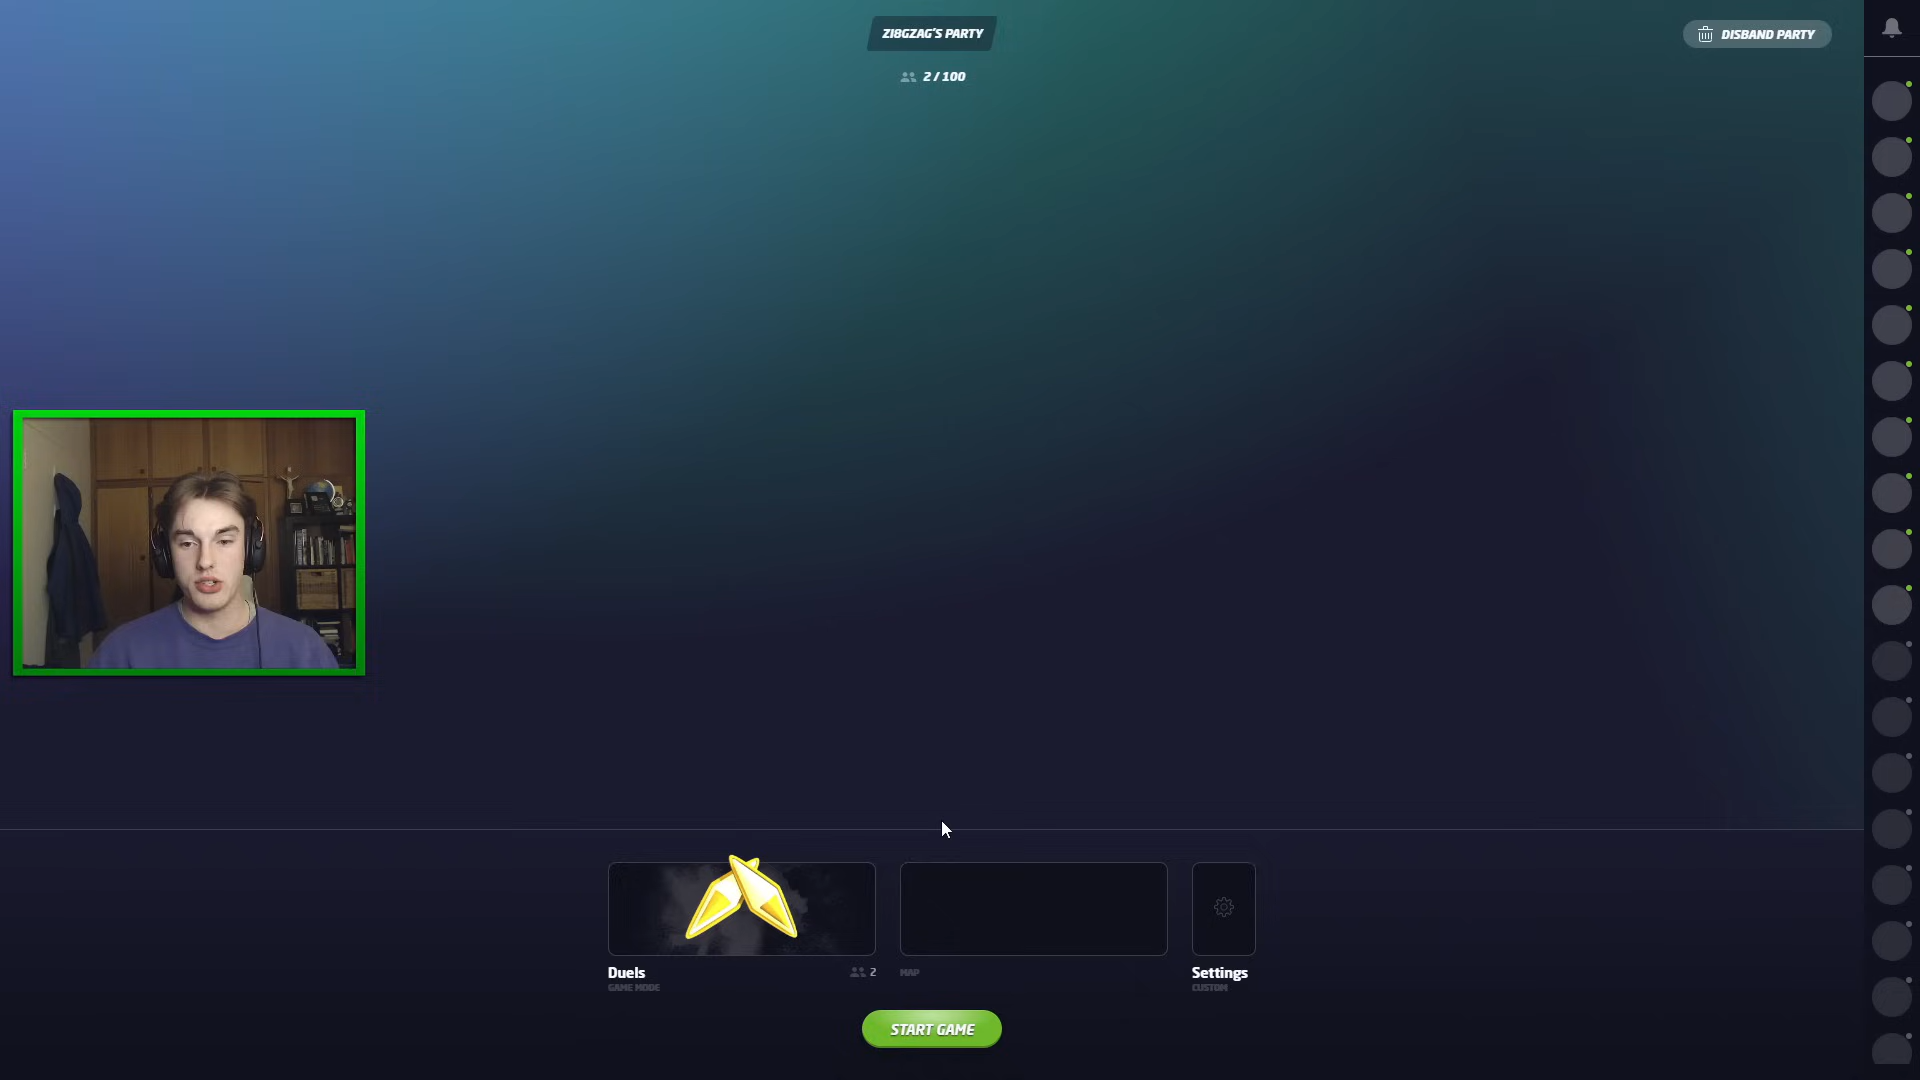 ZI8GZAG'S PARTY
DISBAND PARTY
2 / 100
Duels
2
MAP
Settings
GAME MODE
CUSTOM
START GAME